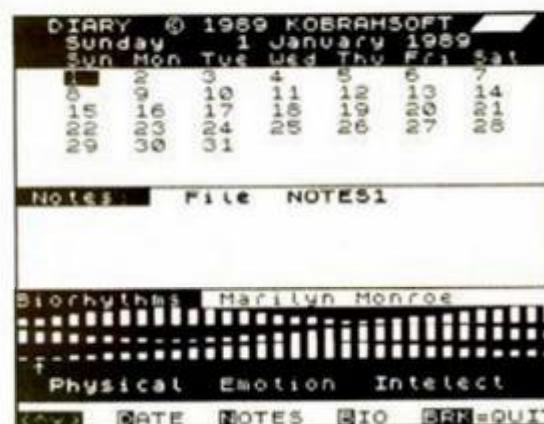 DIARY © 1989 KOBRAHSOFT
Sunday 1 January 1989
Sun Mon Tue Wed Thu Fri Sat
1 2 3 4 5 6 7
8 9 10 11 12 13 14
15 16 17 18 19 20 21
22 23 24 25 26 27 28
29 30 31
Notes: File NOTES1
Biorhythms Marilyn Monroe
Physical Emotion Intelect
DATE NOTES BIO BRK=QUIT